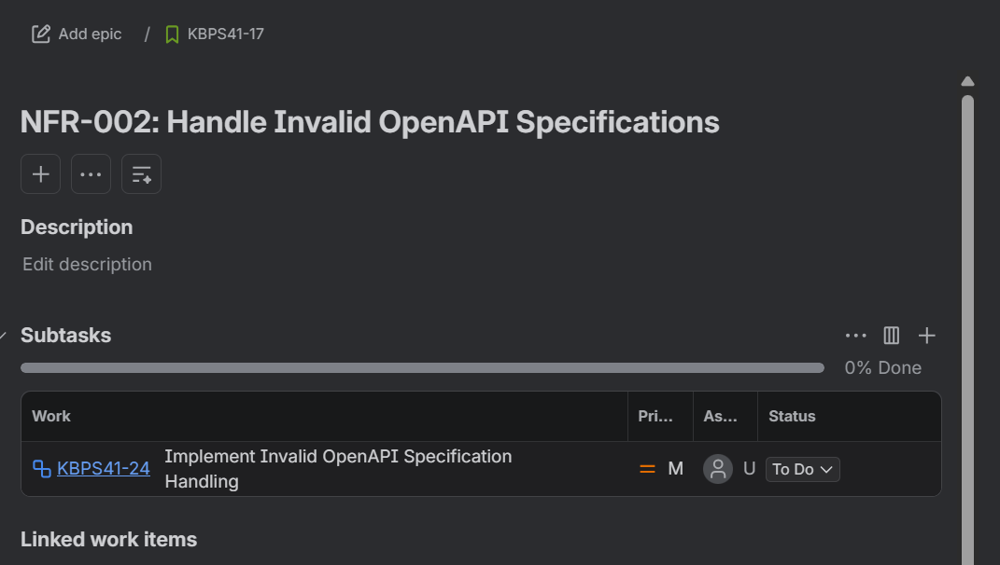 Add epic / KBPS41-17
NFR-002: Handle Invalid OpenAPI Specifications
Description
Edit description
Subtasks
0% Done
Work Pri... As... Status
KBPS41-24 Implement Invalid OpenAPI Specification
Handling
M U To Do
Linked work items